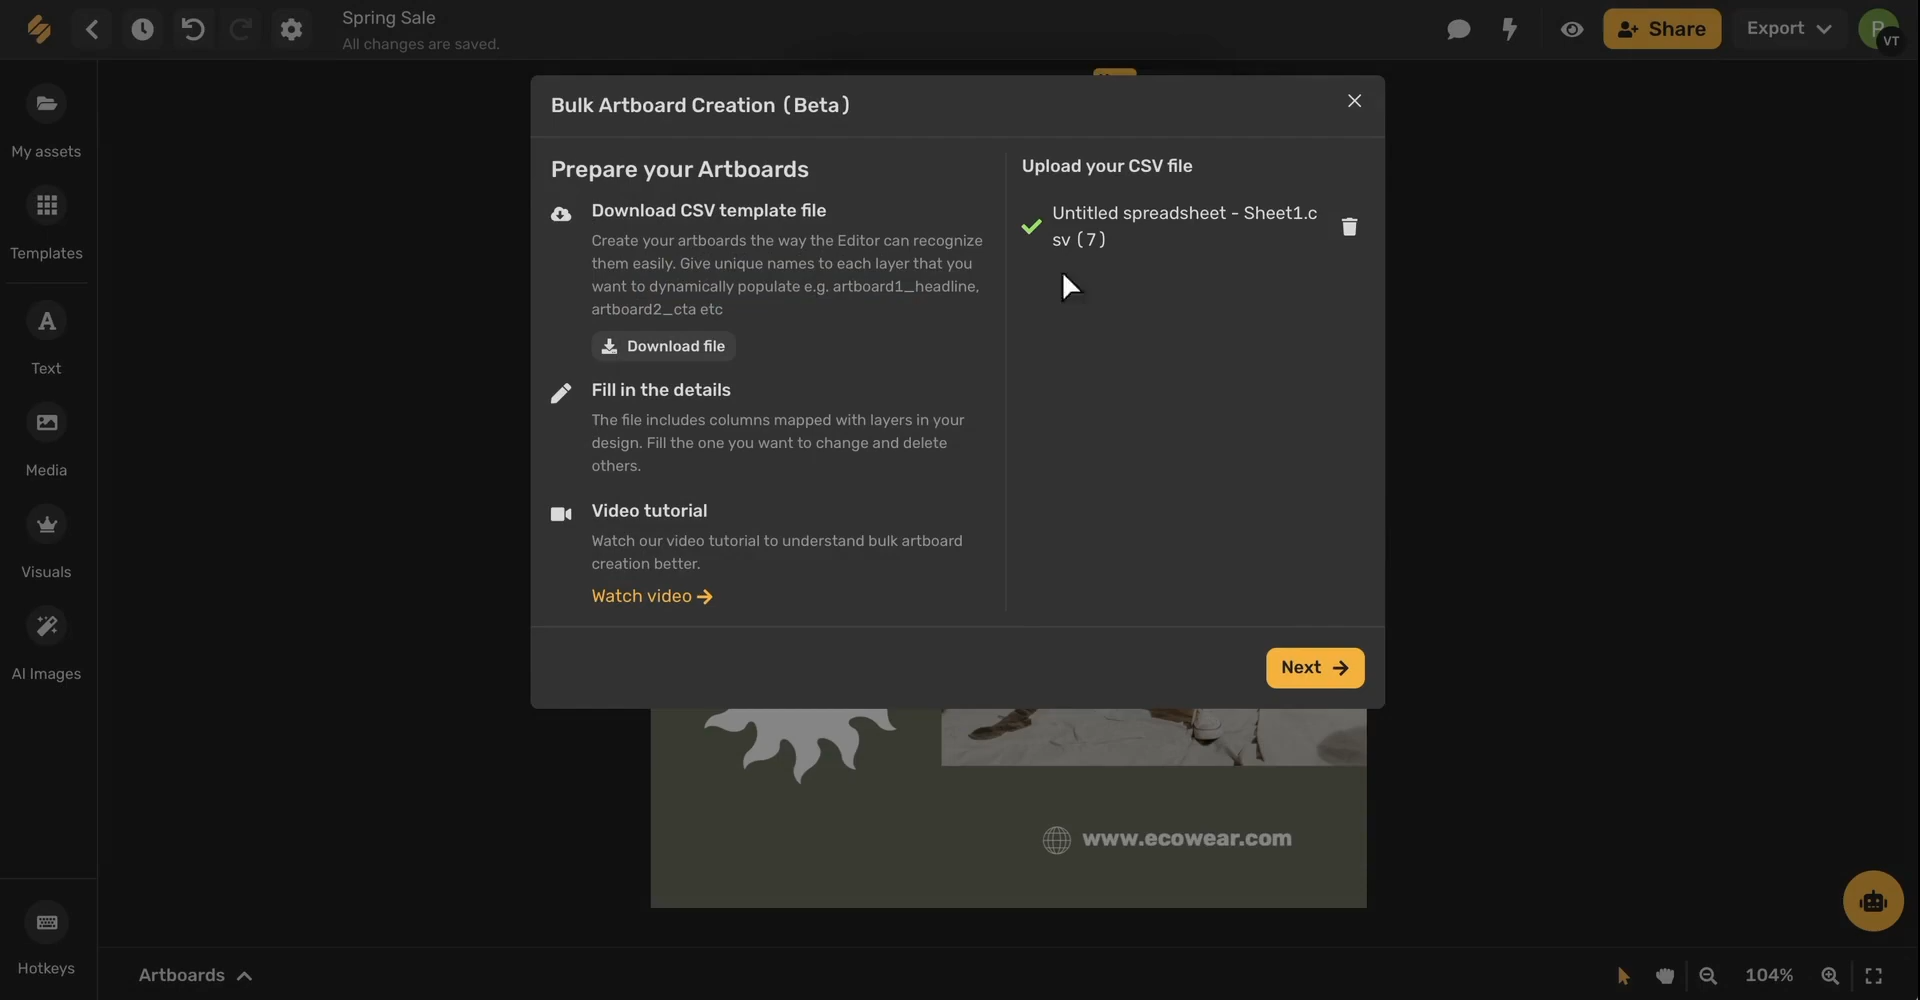 Spring Sale
All changes are saved.
Share
Export
VT
My assets
Templates
Text
Media
Visuals
AI Images
Hotkeys
Bulk Artboard Creation (Beta)
Prepare your Artboards
Download CSV template file
Create your artboards the way the Editor can recognize
them easily. Give unique names to each layer that you
want to dynamically populate e.g. artboard1_headline,
artboard2_cta etc
Download file
Fill in the details
The file includes columns mapped with layers in your
design. Fill the one you want to change and delete
others.
Video tutorial
Watch our video tutorial to understand bulk artboard
creation better.
Watch video
Upload your CSV file
Untitled spreadsheet - Sheet1.c
sv (7)
Next
www.ecowear.com
Artboards
104%